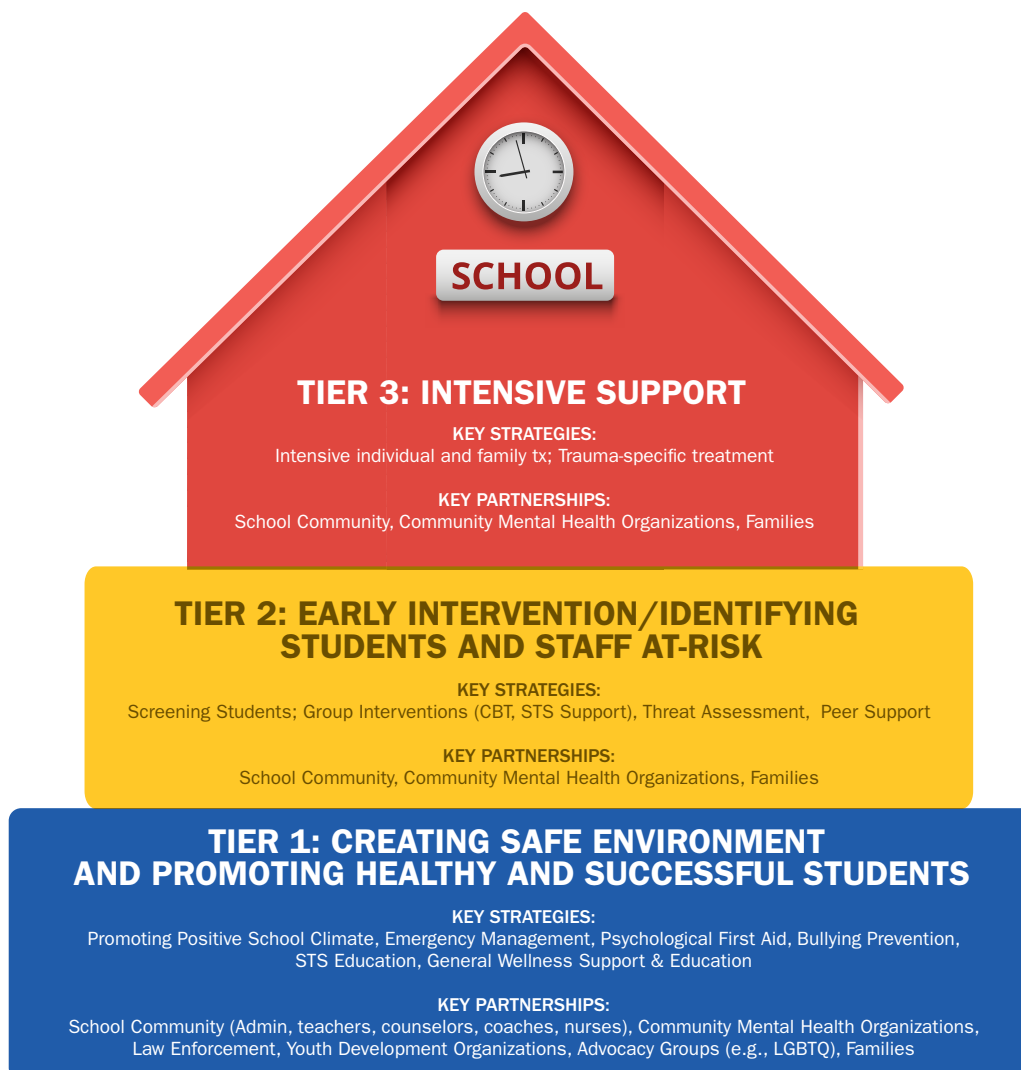 SCHOOL
TIER 3: INTENSIVE SUPPORT
KEY STRATEGIES:
Intensive individual and family tx; Trauma-specific treatment
KEY PARTNERSHIPS:
School Community, Community Mental Health Organizations, Families
TIER 2: EARLY INTERVENTION/IDENTIFYING
STUDENTS AND STAFF AT-RISK
KEY STRATEGIES:
Screening Students; Group Interventions (CBT, STS Support), Threat Assessment,  Peer Support
KEY PARTNERSHIPS:
School Community, Community Mental Health Organizations, Families
TIER 1: CREATING SAFE ENVIRONMENT
AND PROMOTING HEALTHY AND SUCCESSFUL STUDENTS
KEY STRATEGIES:
Promoting Positive School Climate, Emergency Management, Psychological First Aid, Bullying Prevention,
STS Education, General Wellness Support & Education
KEY PARTNERSHIPS:
School Community (Admin, teachers, counselors, coaches, nurses), Community Mental Health Organizations,
Law Enforcement, Youth Development Organizations, Advocacy Groups (e.g., LGBTQ), Families